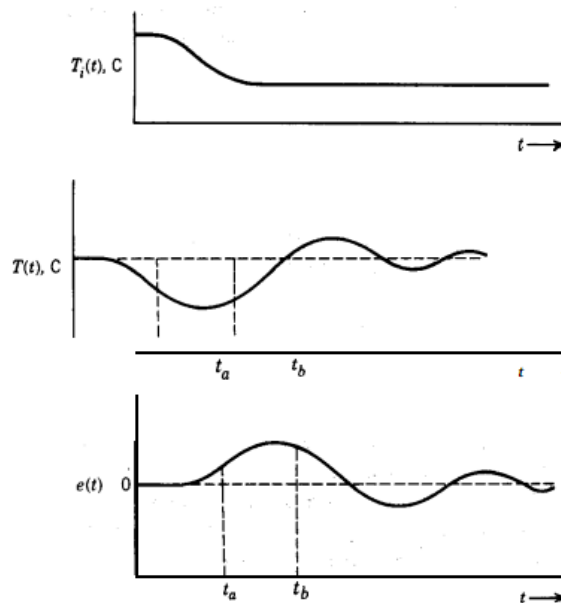 T_i(t), C
t →
T(t), C
t_a t_b t
e(t) 0
t_a t_b
t →